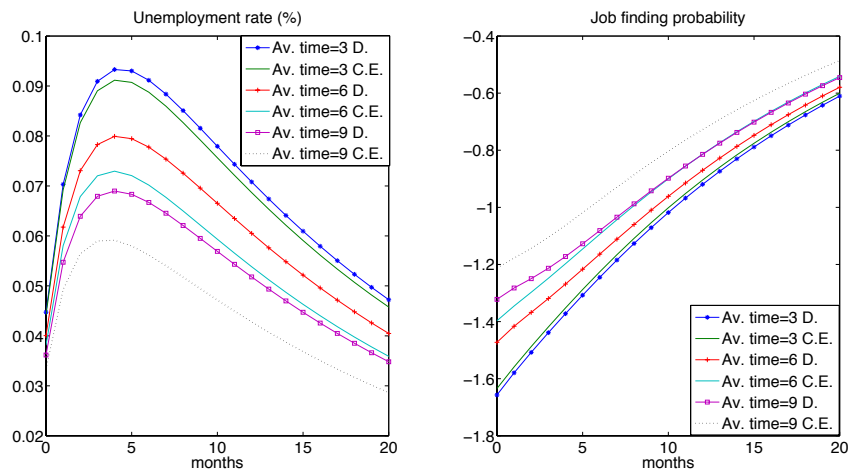 Unemployment rate (%)
0.1
0.09
0.08
0.07
0.06
0.05
0.04
0.03
0.02
0
5
10
15
20
months
Av. time=3 D.
Av. time=3 C.E.
Av. time=6 D.
Av. time=6 C.E.
Av. time=9 D.
Av. time=9 C.E.
Job finding probability
−0.4
−0.6
−0.8
−1
−1.2
−1.4
−1.6
−1.8
0
5
10
15
20
months
Av. time=3 D.
Av. time=3 C.E.
Av. time=6 D.
Av. time=6 C.E.
Av. time=9 D.
Av. time=9 C.E.